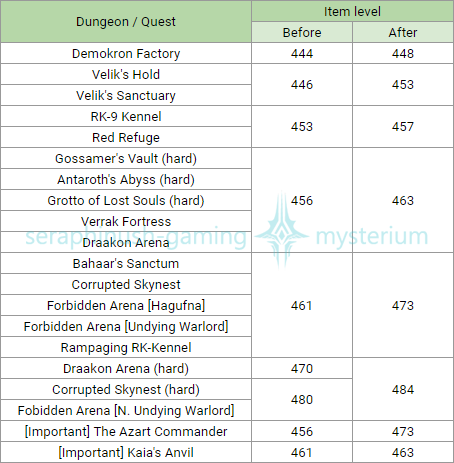 Dungeon / Quest Item level
Before After
Demokron Factory 444 448
Velik's Hold
446 453
Velik's Sanctuary
RK-9 Kennel
453 457
Red Refuge
Gossamer's Vault (hard)
Antaroth's Abyss (hard)
Grotto of Lost Souls (hard) 456 463
Verrak Fortress
seraphinush-gaming mysterium
Draakon Arena
Bahaar's Sanctum
Corrupted Skynest
Forbidden Arena [Hagufna] 461 473
Forbidden Arena [Undying Warlord]
Rampaging RK-Kennel
Draakon Arena (hard) 470
Corrupted Skynest (hard) 484
480
Fobidden Arena [N. Undying Warlord]
[Important] The Azart Commander 456 473
[Important] Kaia's Anvil 461 463